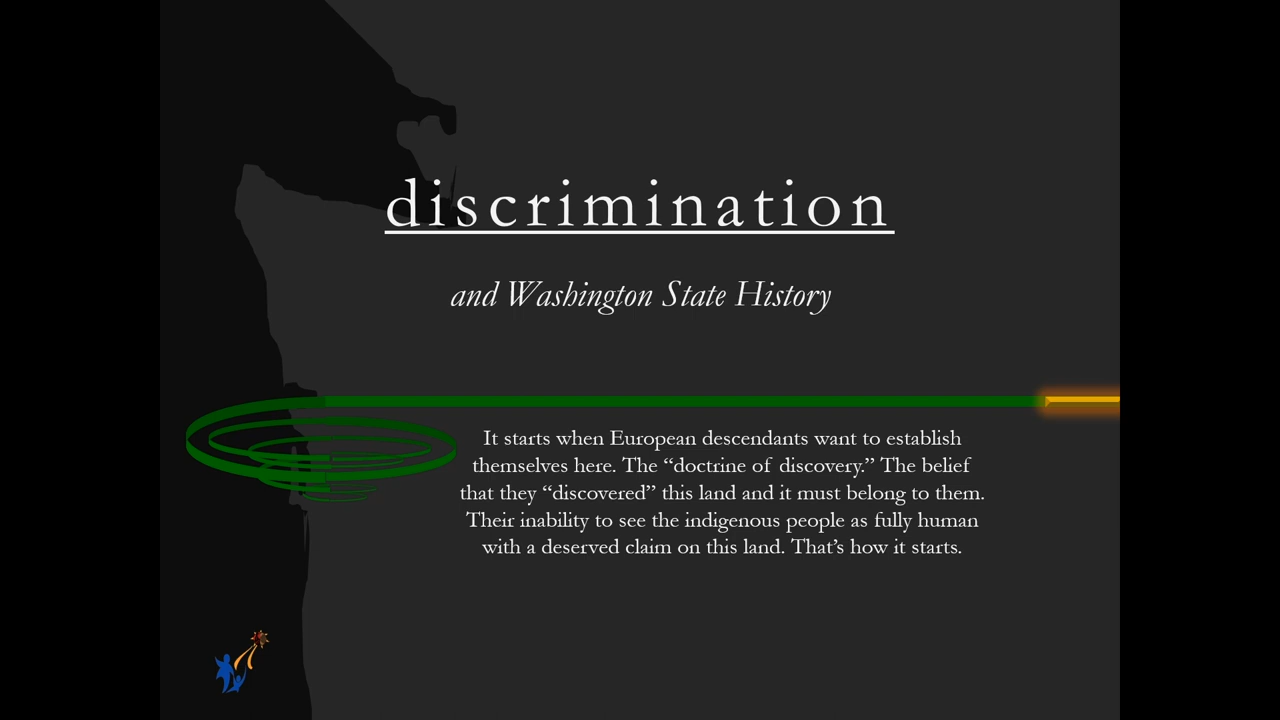 discrimination
and Washington State History
It starts when European descendants want to establish
themselves here. The “doctrine of discovery.” The belief
that they “discovered” this land and it must belong to them.
Their inability to see the indigenous people as fully human
with a deserved claim on this land. That’s how it starts.